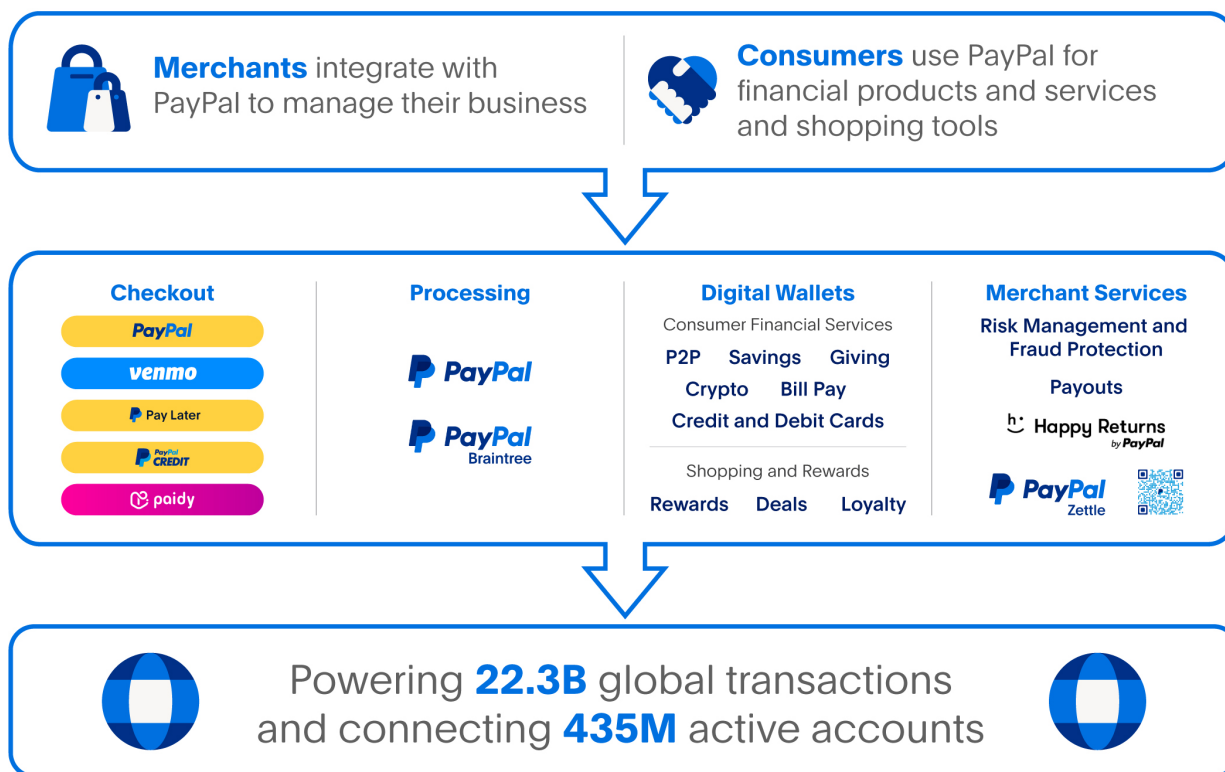 Merchants integrate with
PayPal to manage their business
Consumers use PayPal for
financial products and services
and shopping tools
Checkout
PayPal
venmo
Pay Later
PayPal
CREDIT
paidy
Processing
PayPal
PayPal
Braintree
Digital Wallets
Consumer Financial Services
P2P Savings Giving
Crypto Bill Pay
Credit and Debit Cards
Shopping and Rewards
Rewards Deals Loyalty
Merchant Services
Risk Management and
Fraud Protection
Payouts
Happy Returns
by PayPal
PayPal
Zettle
Powering 22.3B global transactions
and connecting 435M active accounts